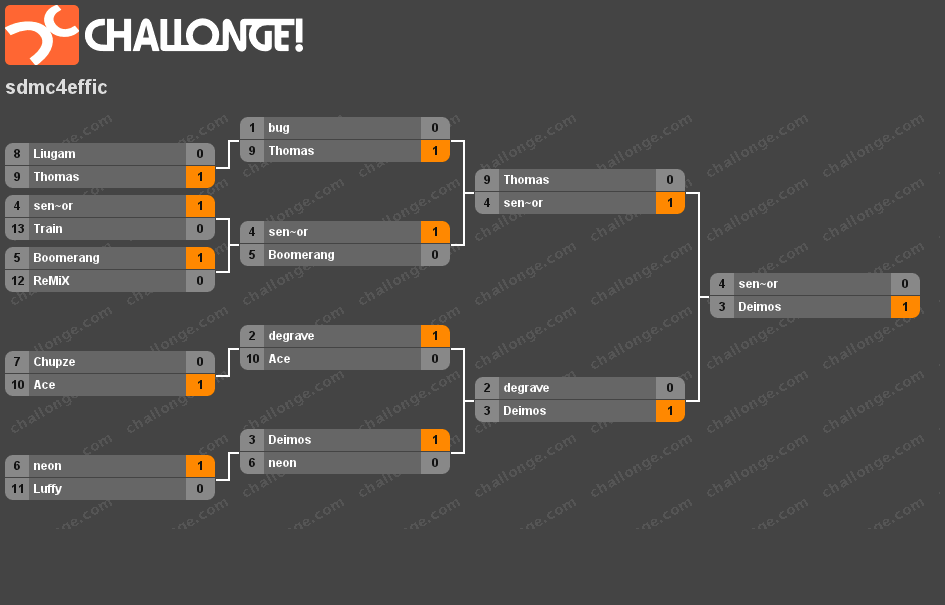 CHALLONGE!
sdmc4effic
8 Liugam 0
9 Thomas 1
4 sen~or 1
13 Train 0
5 Boomerang 1
12 ReMiX 0
7 Chupze 0
10 Ace 1
6 neon 1
11 Luffy 0
1 bug 0
9 Thomas 1
4 sen~or 1
5 Boomerang 0
2 degrave 1
10 Ace 0
3 Deimos 1
6 neon 0
9 Thomas 0
4 sen~or 1
2 degrave 0
3 Deimos 1
4 sen~or 0
3 Deimos 1
challonge.com